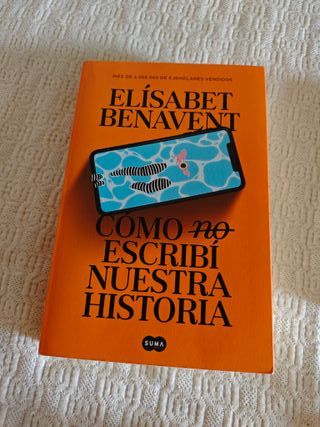 MÁS DE 4.000.000 DE EJEMPLARES VENDIDOS
ELÍSABET
BENAVENT
CÓMO no
ESCRIBÍ
NUESTRA
HISTORIA
SUMA